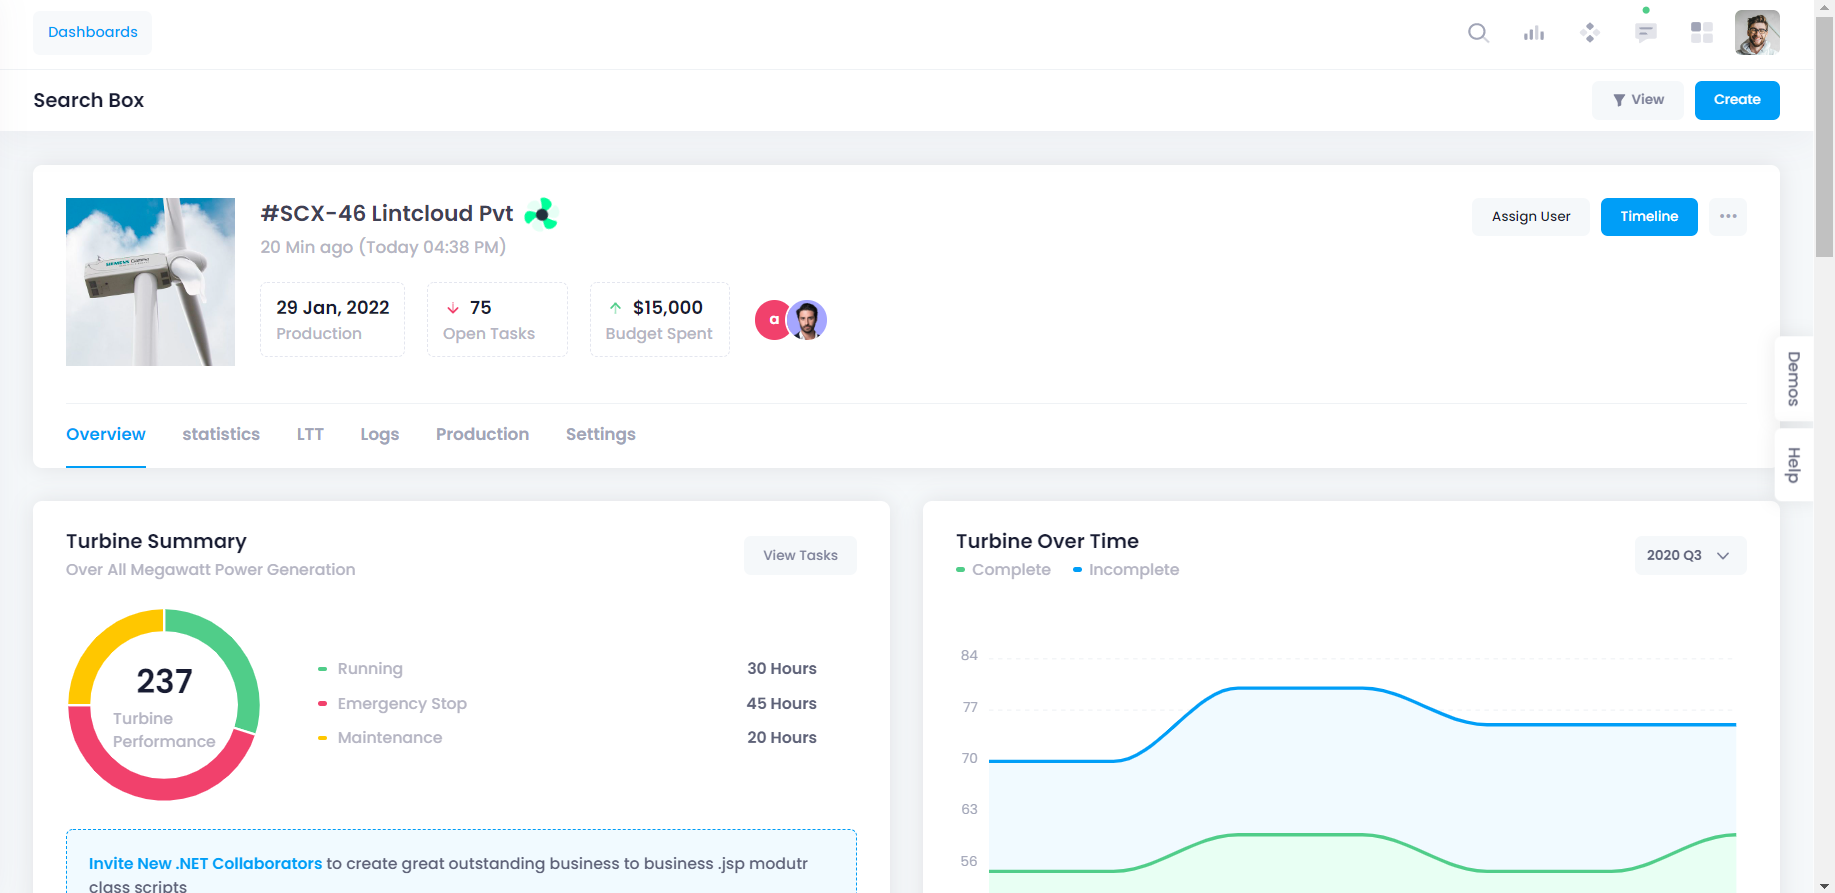 Dashboards
Search Box
View
Create
#SCX-46 Lintcloud Pvt
20 Min ago (Today 04:38 PM)
Assign User
Timeline
29 Jan, 2022
Production
75
Open Tasks
$15,000
Budget Spent
a
Demos
Help
Overview
statistics
LTT
Logs
Production
Settings
Turbine Summary
Over All Megawatt Power Generation
View Tasks
237
Turbine
Performance
Running
30 Hours
Emergency Stop
45 Hours
Maintenance
20 Hours
Invite New .NET Collaborators to create great outstanding business to business .jsp modutr
class scripts
Turbine Over Time
Complete
Incomplete
2020 Q3
84
77
70
63
56